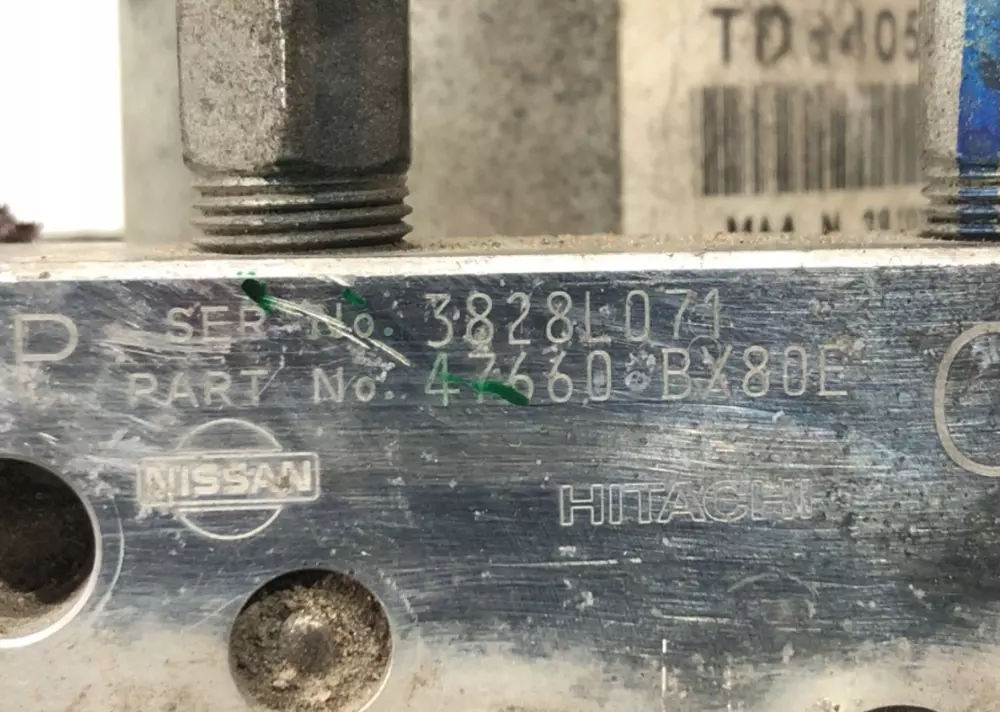 P
SER No. 3828L071
PART No. 47660 BX80E
NISSAN
HITACHI